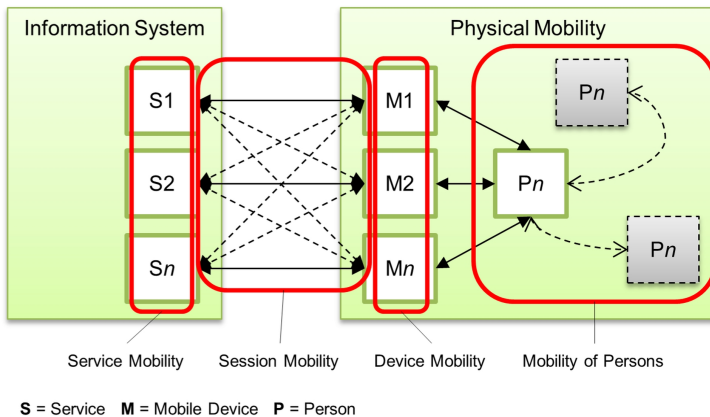 Information System
Physical Mobility
S1
M1
Pn
S2
M2
Pn
Sn
Mn
Pn
Service Mobility
Session Mobility
Device Mobility
Mobility of Persons
S = Service M = Mobile Device P = Person